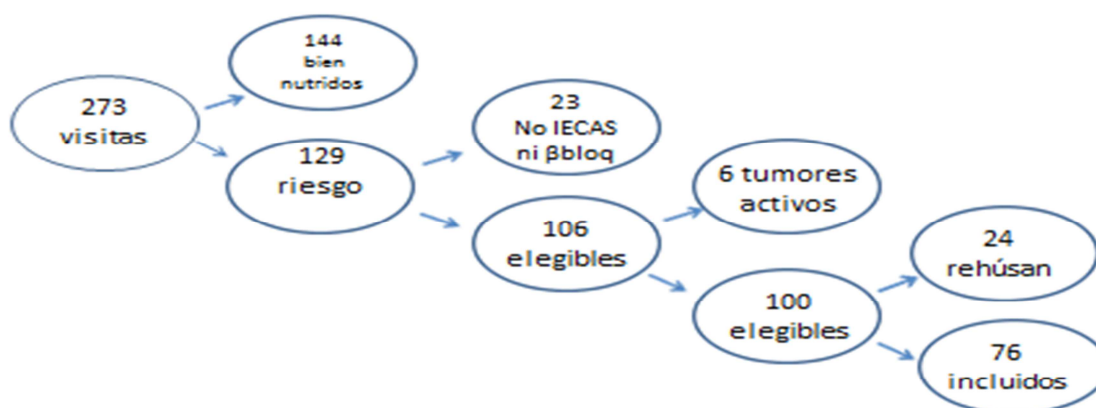 273
visitas
144
bien
nutridos
129
riesgo
23
No IECAS
ni βbloq
106
elegibles
6 tumores
activos
100
elegibles
24
rehúsan
76
incluidos